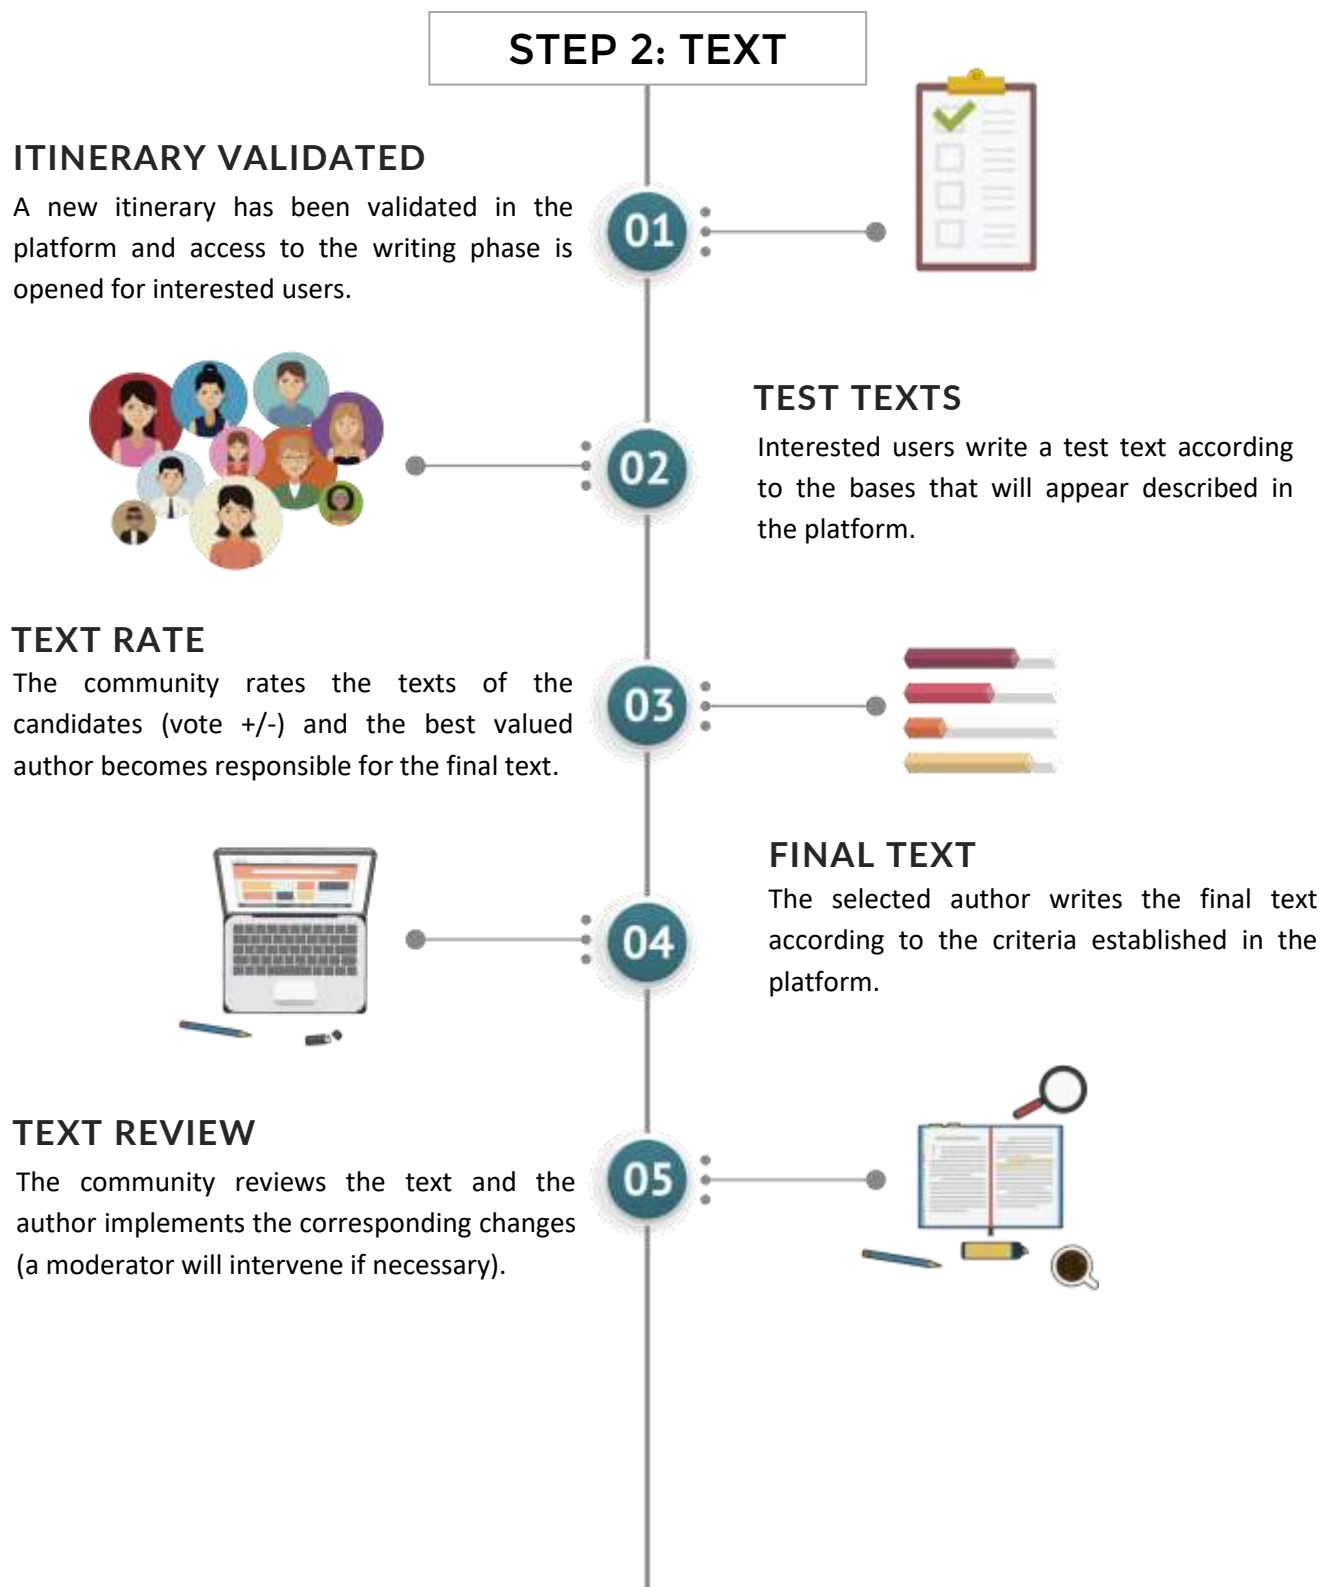 STEP 2: TEXT
ITINERARY VALIDATED
A new itinerary has been validated in the
platform and access to the writing phase is
opened for interested users.
01
02
TEST TEXTS
Interested users write a test text according
to the bases that will appear described in
the platform.
TEXT RATE
The community rates the texts of the
candidates (vote +/-) and the best valued
author becomes responsible for the final text.
03
04
FINAL TEXT
The selected author writes the final text
according to the criteria established in the
platform.
TEXT REVIEW
The community reviews the text and the
author implements the corresponding changes
(a moderator will intervene if necessary).
05